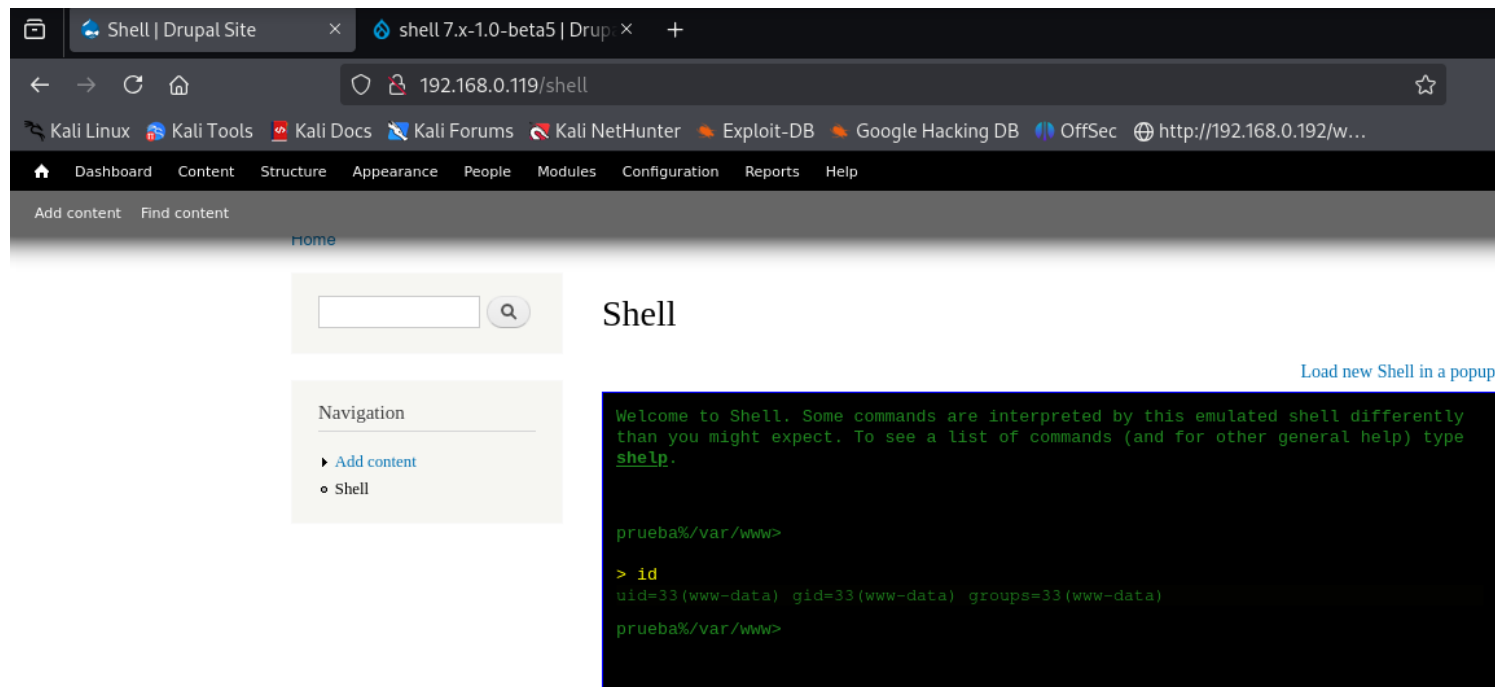 Shell | Drupal Site
shell 7.x-1.0-beta5 | Drup
192.168.0.119/shell
Kali Linux Kali Tools Kali Docs Kali Forums Kali NetHunter Exploit-DB Google Hacking DB OffSec http://192.168.0.192/w…
Dashboard Content Structure Appearance People Modules Configuration Reports Help
Add content Find content
Home
Shell
Load new Shell in a popup
Navigation
Add content
Shell
Welcome to Shell. Some commands are interpreted by this emulated shell differently
than you might expect. To see a list of commands (and for other general help) type
shelp.
prueba%/var/www>
> id
uid=33(www-data) gid=33(www-data) groups=33(www-data)
prueba%/var/www>